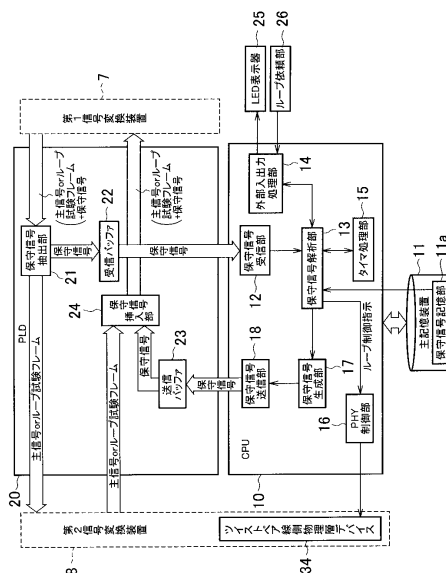 25
26
LED表示器
ループ依頼部
7
第1信号変換装置
(主信号orループ
試験フレーム
+保守信号)
(主信号orループ
試験フレーム
+保守信号)
外部入出力
処理部
14
22
13
15
保守信号
抽出部
保守信号
受信バッファ
保守信号
保守信号
受信部
保守信号解析部
タイマ処理部
11
11a
21
12
24
主記憶装置
保守信号記憶部
PLD
保守信号
挿入部
23
18
ループ制御指示
保守信号
送信
バッファ
保守信号
保守信号
送信部
保守信号
生成部
17
主信号orループ試験フレーム
主信号orループ試験フレーム
16
PHY
制御部
CPU
20
10
第2信号変換装置
ツイストペア線側物理層デバイス
8
34